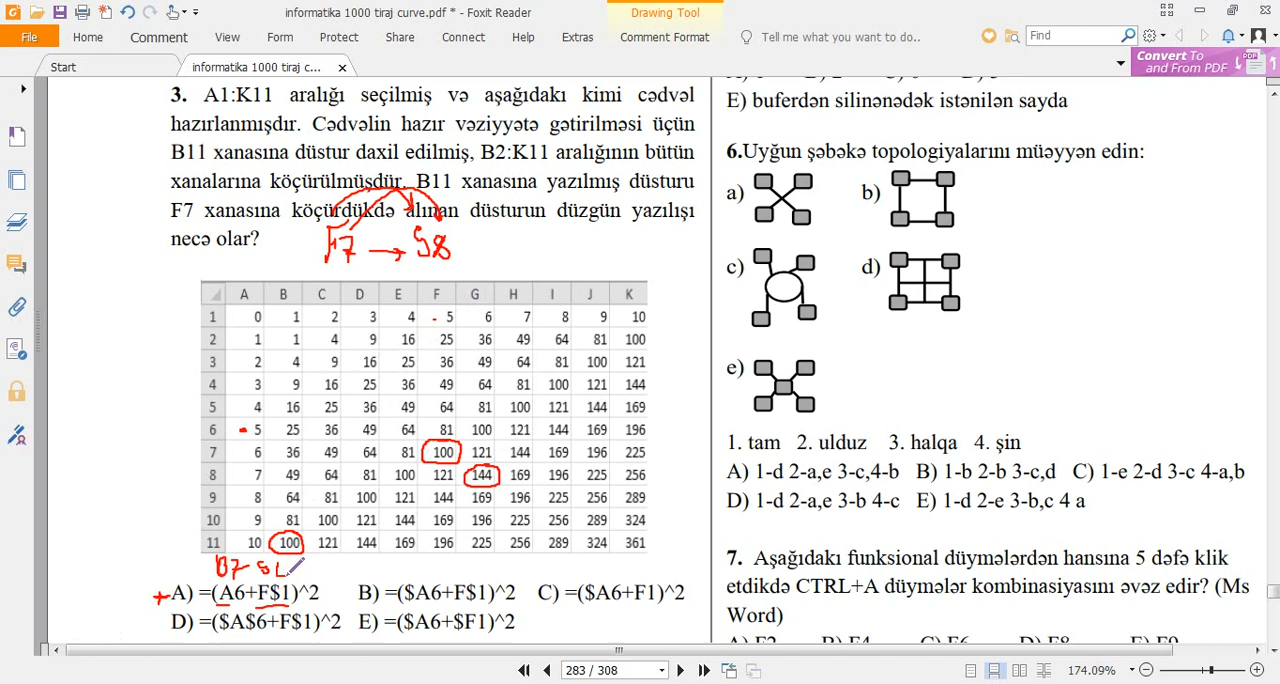 informatika 1000 tiraj curve.pdf * - Foxit Reader
Drawing Tool
File Home Comment View Form Protect Share Connect Help Extras Comment Format Tell me what you want to do.. Find
Start informatika 1000 tiraj c... Convert To and From PDF
3. A1:K11 aralığı seçilmiş və aşağıdakı kimi cədvəl
hazırlanmışdır. Cədvəlin hazır vəziyyətə gətirilməsi üçün
B11 xanasına düstur daxil edilmiş, B2:K11 aralığının bütün
xanalarına köçürülmüşdür. B11 xanasına yazılmış düsturu
F7 xanasına köçürdükdə alınan düsturun düzgün yazılışı
necə olar?
F7 → G8
A B C D E F G H I J K
1 0 1 2 3 4 5 6 7 8 9 10
2 1 1 4 9 16 25 36 49 64 81 100
3 2 4 9 16 25 36 49 64 81 100 121
4 3 9 16 25 36 49 64 81 100 121 144
5 4 16 25 36 49 64 81 100 121 144 169
6 5 25 36 49 64 81 100 121 144 169 196
7 6 36 49 64 81 100 121 144 169 196 225
8 7 49 64 81 100 121 144 169 196 225 256
9 8 64 81 100 121 144 169 196 225 256 289
10 9 81 100 121 144 169 196 225 256 289 324
11 10 100 121 144 169 196 225 256 289 324 361
B7
A) =(A6+F$1)^2 B) =($A6+F$1)^2 C) =($A6+F1)^2
D) =($A$6+F$1)^2 E) =($A6+$F1)^2
E) buferdən silinənədək istənilən sayda
6.Uyğun şəbəkə topologiyalarını müəyyən edin:
a) b)
c) d)
e)
1. tam 2. ulduz 3. halqa 4. şin
A) 1-d 2-a,e 3-c,4-b B) 1-b 2-b 3-c,d C) 1-e 2-d 3-c 4-a,b
D) 1-d 2-a,e 3-b 4-c E) 1-d 2-e 3-b,c 4 a
7. Aşağıdakı funksional düymələrdən hansına 5 dəfə klik
etdikdə CTRL+A düymələr kombinasiyasını əvəz edir? (Ms
Word)
283 / 308 174.09%